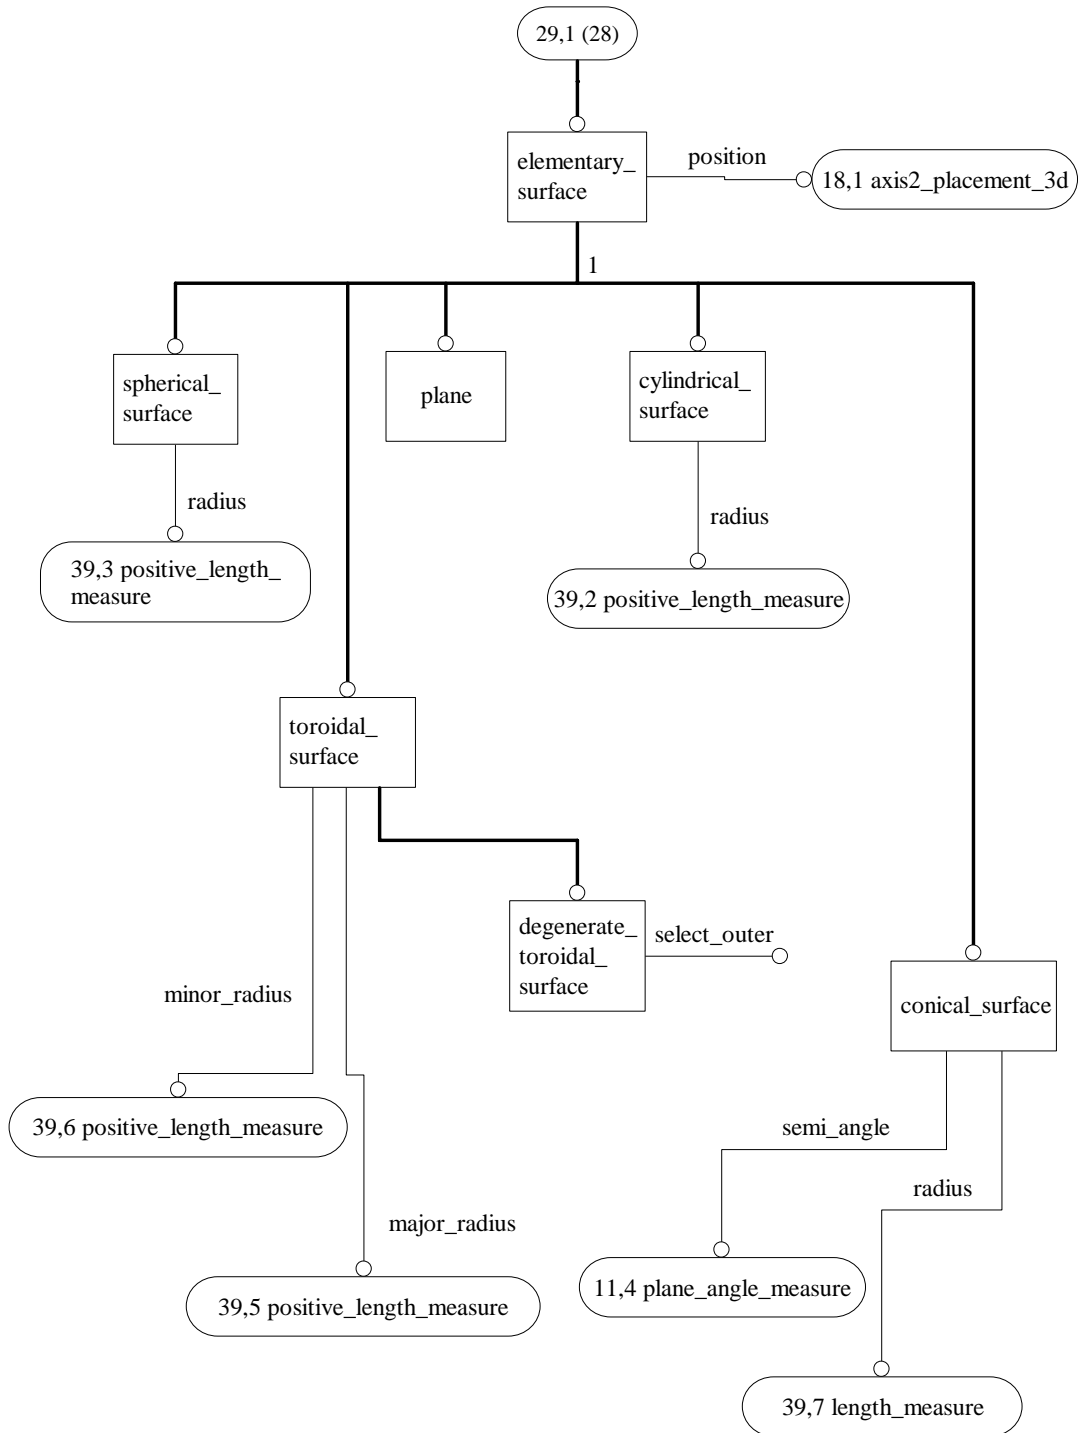 29,1 (28)
elementary_
surface
position
18,1 axis2_placement_3d
1
spherical_
surface
plane
cylindrical_
surface
radius
radius
39,3 positive_length_
measure
39,2 positive_length_measure
toroidal_
surface
degenerate_
toroidal_
surface
select_outer
minor_radius
conical_surface
39,6 positive_length_measure
semi_angle
radius
major_radius
11,4 plane_angle_measure
39,5 positive_length_measure
39,7 length_measure